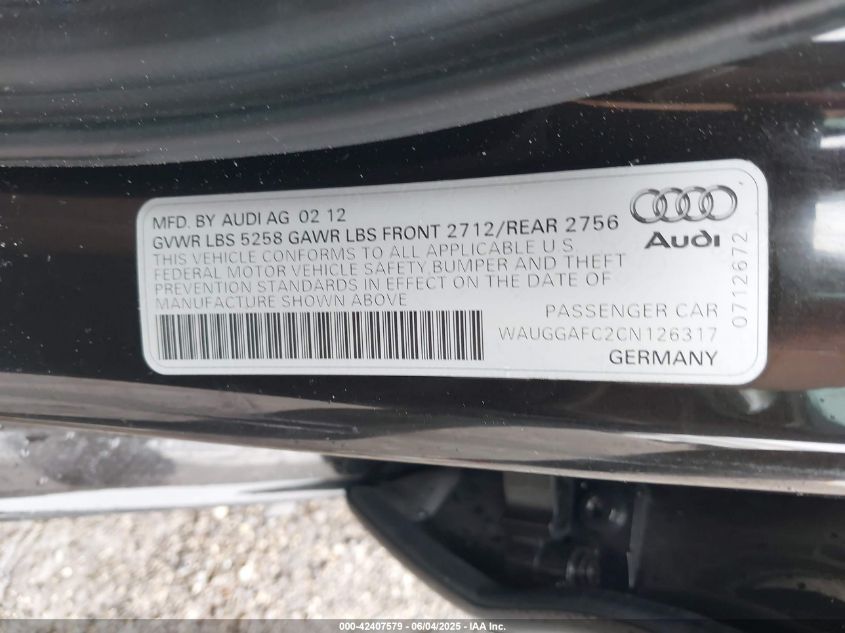 MFD. BY AUDI AG 02 12
GVWR LBS 5258 GAWR LBS FRONT 2712/REAR 2756
THIS VEHICLE CONFORMS TO ALL APPLICABLE U S
FEDERAL MOTOR VEHICLE SAFETY, BUMPER AND THEFT
PREVENTION STANDARDS IN EFFECT ON THE DATE OF
MANUFACTURE SHOWN ABOVE
PASSENGER CAR
WAUGGAFC2CN126317
GERMANY
Audi
0712672
000-42407579 - 06/04/2025 - IAA Inc.